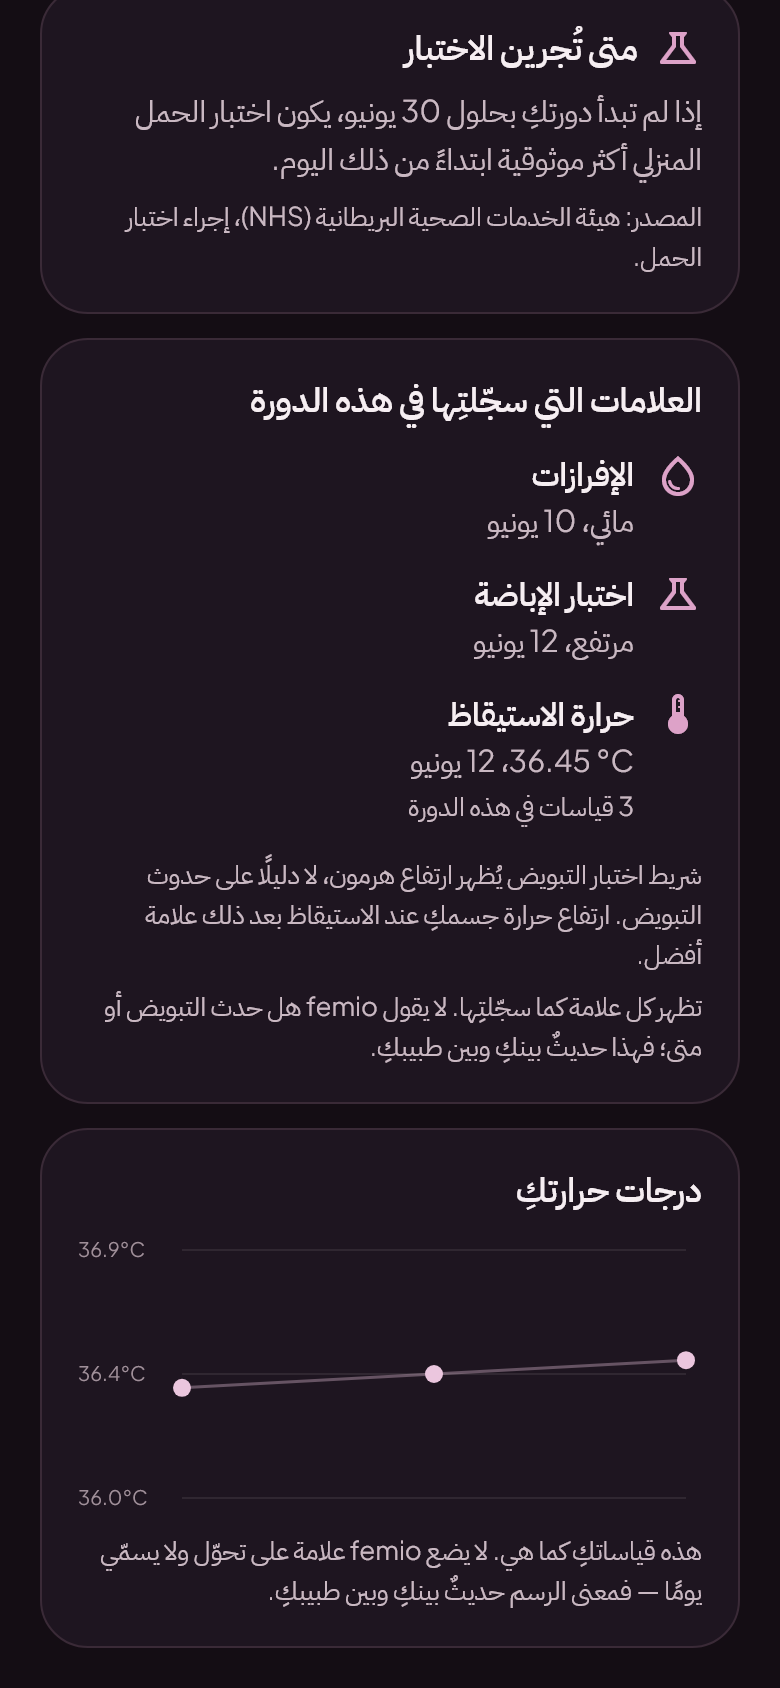 متى تُجرين الاختبار
إذا لم تبدأ دورتكِ بحلول 30 يونيو، يكون اختبار الحمل
المنزلي أكثر موثوقية ابتداءً من ذلك اليوم.
المصدر: هيئة الخدمات الصحية البريطانية (NHS)، إجراء اختبار
الحمل.
العلامات التي سجّلتِها في هذه الدورة
الإفرازات
مائي، 10 يونيو
اختبار الإباضة
مرتفع، 12 يونيو
حرارة الاستيقاظ
36.45 °C، 12 يونيو
3 قياسات في هذه الدورة
شريط اختبار التبويض يُظهر ارتفاع هرمون، لا دليلًا على حدوث
التبويض. ارتفاع حرارة جسمكِ عند الاستيقاظ بعد ذلك علامة
أفضل.
تظهر كل علامة كما سجّلتِها. لا يقول femio هل حدث التبويض أو
متى؛ فهذا حديثٌ بينكِ وبين طبيبكِ.
درجات حرارتكِ
36.9°C
36.4°C
36.0°C
هذه قياساتكِ كما هي. لا يضع femio علامة على تحوّل ولا يسمّي
يومًا — فمعنى الرسم حديثٌ بينكِ وبين طبيبكِ.